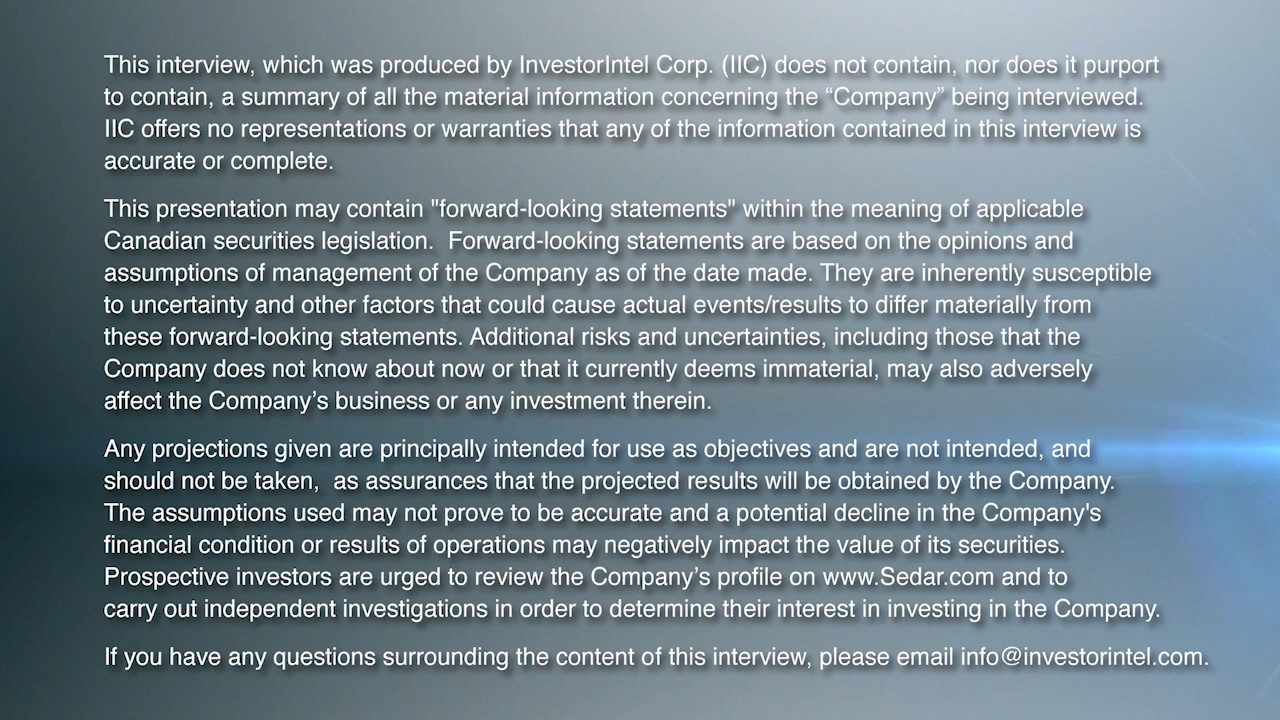 This interview, which was produced by InvestorIntel Corp. (IIC) does not contain, nor does it purport
to contain, a summary of all the material information concerning the “Company” being interviewed.
IIC offers no representations or warranties that any of the information contained in this interview is
accurate or complete.
This presentation may contain "forward-looking statements" within the meaning of applicable
Canadian securities legislation.  Forward-looking statements are based on the opinions and
assumptions of management of the Company as of the date made. They are inherently susceptible
to uncertainty and other factors that could cause actual events/results to differ materially from
these forward-looking statements. Additional risks and uncertainties, including those that the
Company does not know about now or that it currently deems immaterial, may also adversely
affect the Company’s business or any investment therein.
Any projections given are principally intended for use as objectives and are not intended, and
should not be taken,  as assurances that the projected results will be obtained by the Company.
The assumptions used may not prove to be accurate and a potential decline in the Company's
financial condition or results of operations may negatively impact the value of its securities.
Prospective investors are urged to review the Company’s profile on www.Sedar.com and to
carry out independent investigations in order to determine their interest in investing in the Company.
If you have any questions surrounding the content of this interview, please email info@investorintel.com.